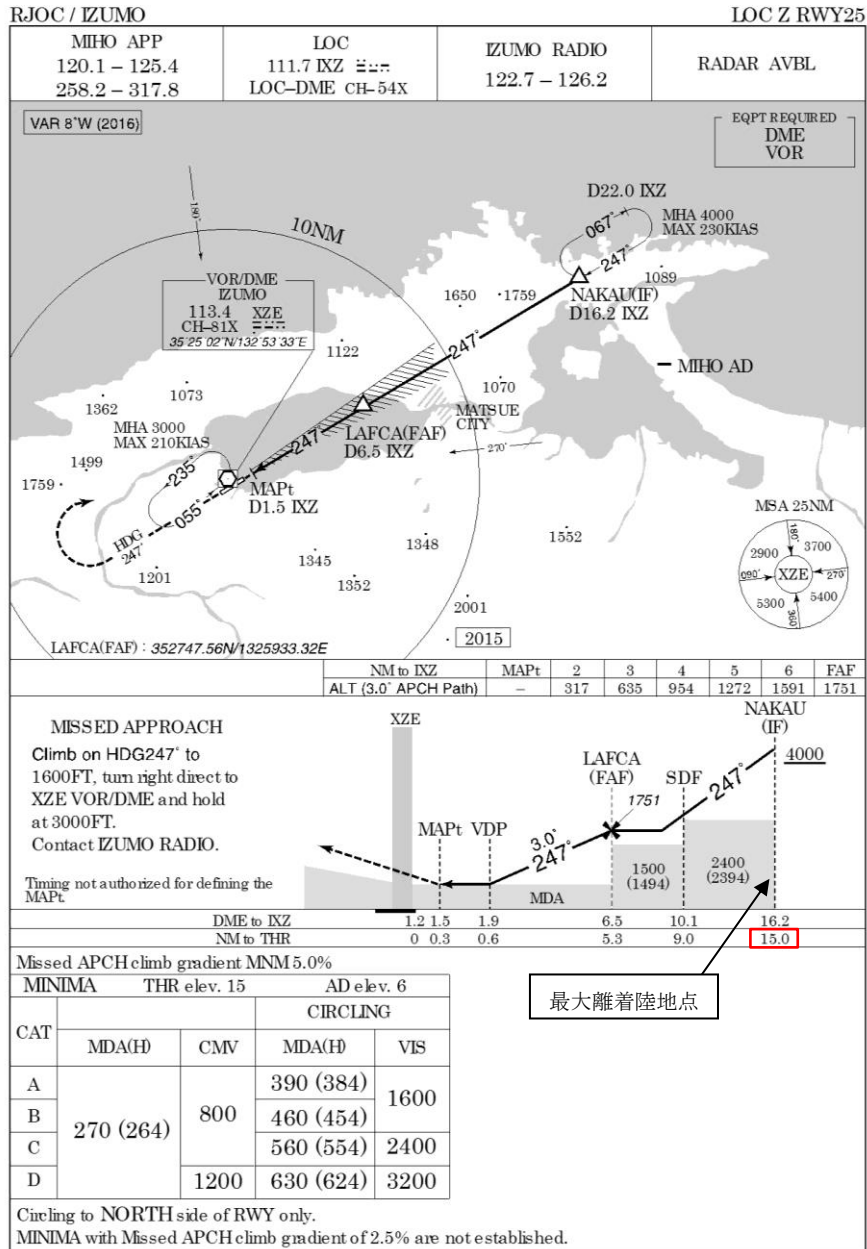 RJOC / IZUMO LOC Z RWY25
MIHO APP
120.1 – 125.4
258.2 – 317.8
LOC
111.7 IXZ
LOC–DME CH–54X
IZUMO RADIO
122.7 – 126.2
RADAR AVBL
VAR 8°W (2016)
EQPT REQUIRED
DME
VOR
180°
10NM
D22.0 IXZ
067°
MHA 4000
MAX 230KIAS
247°
1089
NAKAU(IF)
D16.2 IXZ
VOR/DME
IZUMO
113.4 XZE
CH–81X
35 25 02"N/132 53 33"E
1650
1759
247°
1122
MIHO AD
1073
1070
1362
MATSUE
CITY
MHA 3000
MAX 210KIAS
LAFCA(FAF)
D6.5 IXZ
247°
270°
235°
1499
1759
MAPt
D1.5 IXZ
055°
HDG
247°
MSA 25NM
180°
2900
3700
090°
XZE
270°
5300
5400
360°
1552
1348
1345
1201
1352
2001
2015
LAFCA(FAF) : 352747.56N/1325933.32E
NM to IXZ MAPt 2 3 4 5 6 FAF
ALT (3.0° APCH Path) – 317 635 954 1272 1591 1751
MISSED APPROACH
Climb on HDG247° to
1600FT, turn right direct to
XZE VOR/DME and hold
at 3000FT.
Contact IZUMO RADIO.
Timing not authorized for defining the
MAPt.
XZE
NAKAU
(IF)
4000
LAFCA
(FAF)
SDF
247°
1751
MAPt VDP
3.0°
247°
1500
(1494)
2400
(2394)
MDA
DME to IXZ 1.2 1.5 1.9 6.5 10.1 16.2
NM to THR 0 0.3 0.6 5.3 9.0 15.0
最大離着陸地点
Missed APCH climb gradient MNM 5.0%
MINIMA THR elev. 15 AD elev. 6
CAT
CIRCLING
MDA(H) CMV MDA(H) VIS
A 270 (264) 800 390 (384) 1600
B 460 (454)
C 560 (554) 2400
D 1200 630 (624) 3200
Circling to NORTH side of RWY only.
MINIMA with Missed APCH climb gradient of 2.5% are not established.